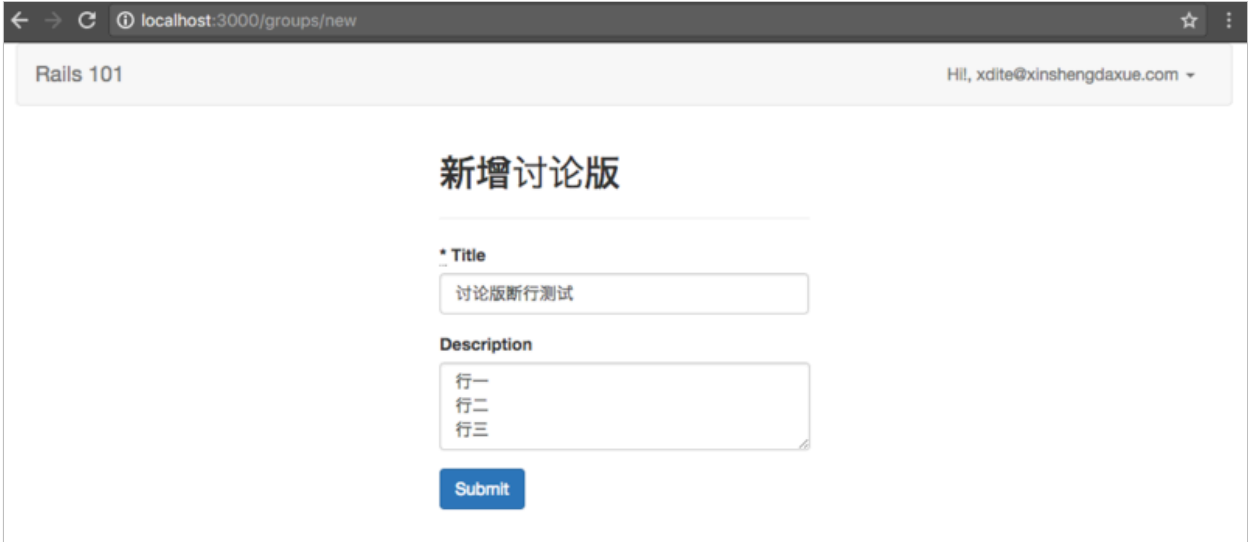 localhost:3000/groups/new
Rails 101
Hi!, xdite@xinshengdaxue.com
新增讨论版
* Title
讨论版断行测试
Description
行一
行二
行三
Submit